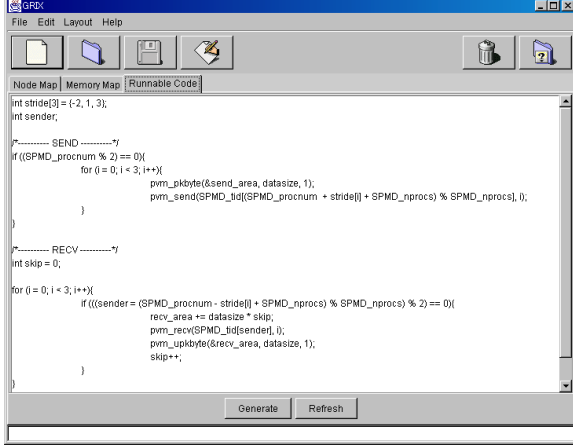 GRIX
File Edit Layout Help
Node Map Memory Map Runnable Code
int stride[3] = {-2, 1, 3};
int sender;
/*---------- SEND ----------*/
if ((SPMD_procnum % 2) == 0){
for (i = 0; i < 3; i++){
pvm_pkbyte(&send_area, datasize, 1);
pvm_send(SPMD_tid[(SPMD_procnum + stride[i] + SPMD_nprocs) % SPMD_nprocs], i);
}
}
/*---------- RECV ----------*/
int skip = 0;
for (i = 0; i < 3; i++){
if (((sender = (SPMD_procnum - stride[i] + SPMD_nprocs) % SPMD_nprocs) % 2) == 0){
recv_area += datasize * skip;
pvm_recv(SPMD_tid[sender], i);
pvm_upkbyte(&recv_area, datasize, 1);
skip++;
}
}
Generate Refresh